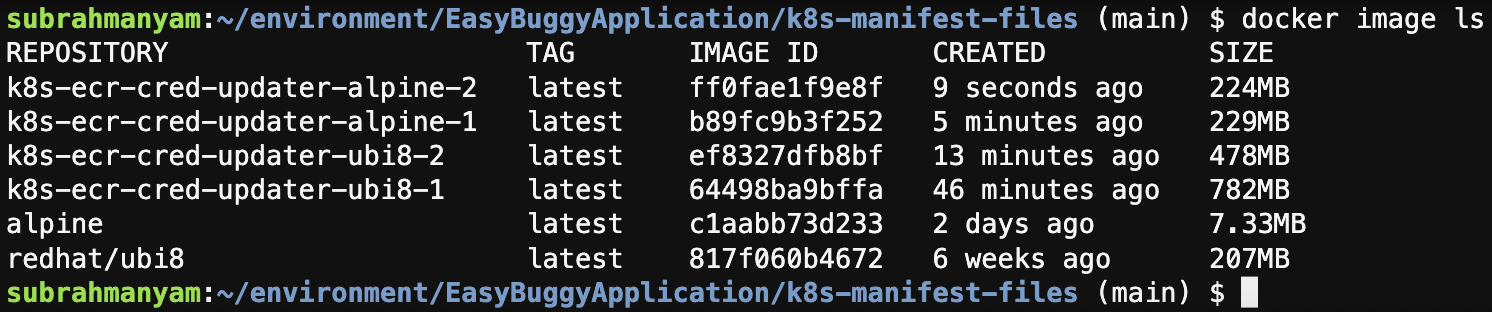 subrahmanyam:~/environment/EasyBuggyApplication/k8s-manifest-files (main) $ docker image ls
REPOSITORY TAG IMAGE ID CREATED SIZE
k8s-ecr-cred-updater-alpine-2 latest ff0fae1f9e8f 9 seconds ago 224MB
k8s-ecr-cred-updater-alpine-1 latest b89fc9b3f252 5 minutes ago 229MB
k8s-ecr-cred-updater-ubi8-2 latest ef8327dfb8bf 13 minutes ago 478MB
k8s-ecr-cred-updater-ubi8-1 latest 64498ba9bffa 46 minutes ago 782MB
alpine latest c1aabb73d233 2 days ago 7.33MB
redhat/ubi8 latest 817f060b4672 6 weeks ago 207MB
subrahmanyam:~/environment/EasyBuggyApplication/k8s-manifest-files (main) $